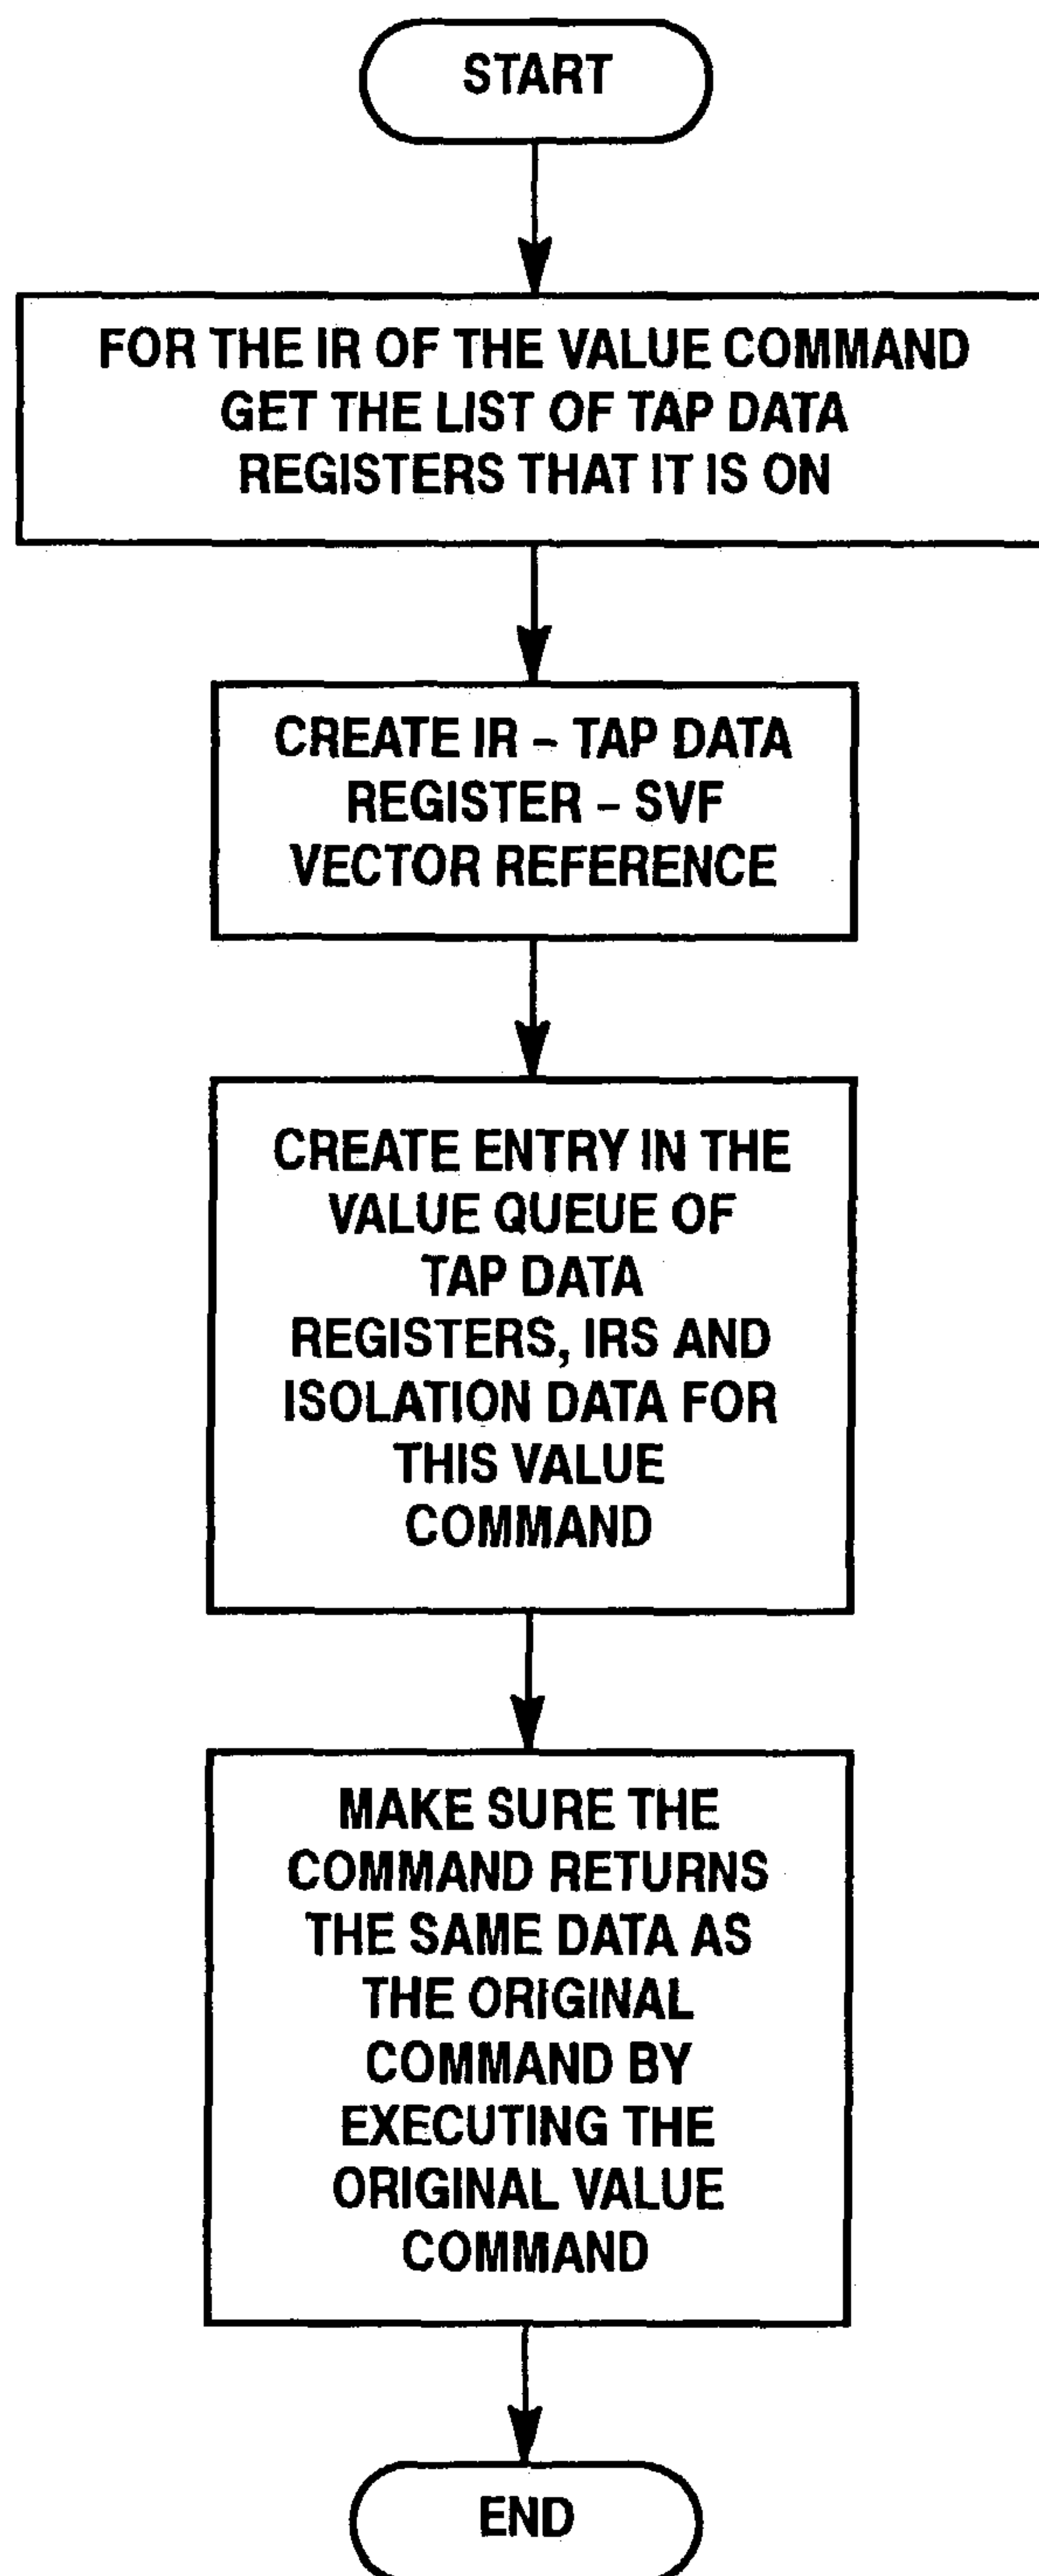 START
FOR THE IR OF THE VALUE COMMAND
GET THE LIST OF TAP DATA
REGISTERS THAT IT IS ON
CREATE IR – TAP DATA
REGISTER – SVF
VECTOR REFERENCE
CREATE ENTRY IN THE
VALUE QUEUE OF
TAP DATA
REGISTERS, IRS AND
ISOLATION DATA FOR
THIS VALUE
COMMAND
MAKE SURE THE
COMMAND RETURNS
THE SAME DATA AS
THE ORIGINAL
COMMAND BY
EXECUTING THE
ORIGINAL VALUE
COMMAND
END